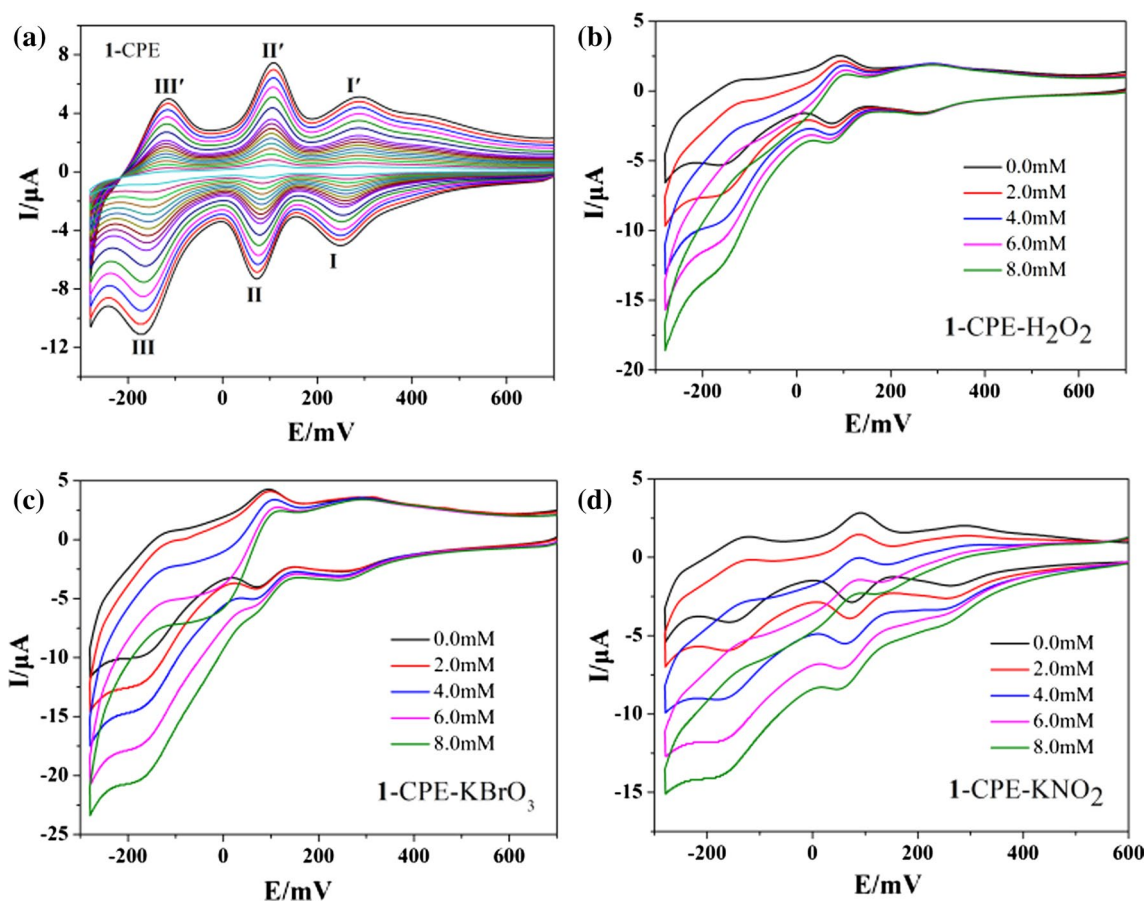 (a)
1-CPE
III′
II′
I′
I
II
III
8
4
0
-4
-8
-12
I/μA
-200 0 200 400 600
E/mV
(b)
5
0
-5
-10
-15
-20
I/μA
0.0mM
2.0mM
4.0mM
6.0mM
8.0mM
1-CPE-H2O2
-200 0 200 400 600
E/mV
(c)
5
0
-5
-10
-15
-20
-25
I/μA
0.0mM
2.0mM
4.0mM
6.0mM
8.0mM
1-CPE-KBrO3
-200 0 200 400 600
E/mV
(d)
5
0
-5
-10
-15
I/μA
0.0mM
2.0mM
4.0mM
6.0mM
8.0mM
1-CPE-KNO2
-200 0 200 400 600
E/mV